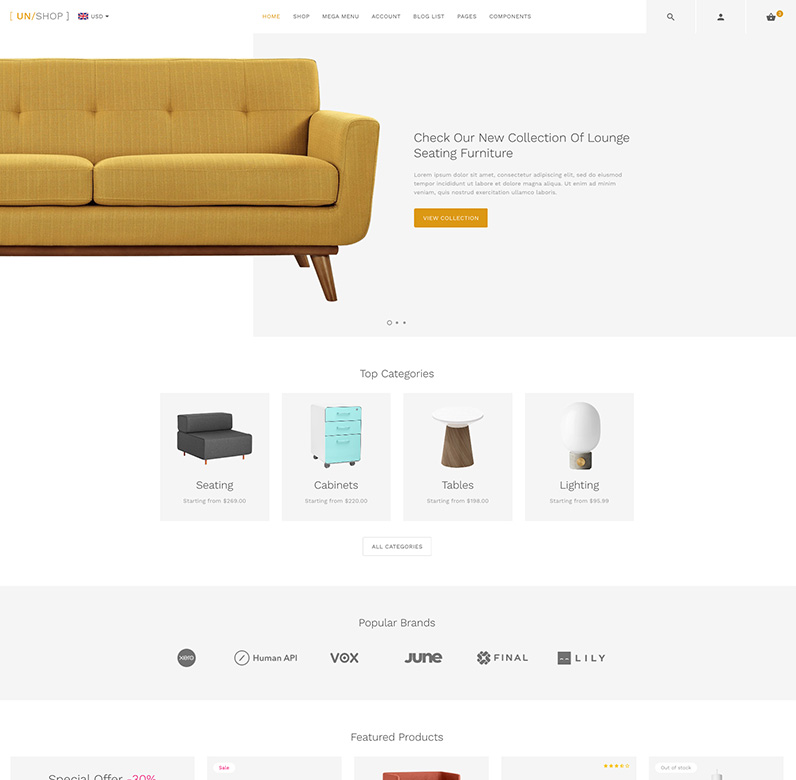 [ UN/SHOP ]
USD
HOME
SHOP
MEGA MENU
ACCOUNT
BLOG LIST
PAGES
COMPONENTS
3
Check Our New Collection Of Lounge
Seating Furniture
Lorem ipsum dolor sit amet, consectetur adipiscing elit, sed do eiusmod
tempor incididunt ut labore et dolore magna aliqua. Ut enim ad minim
veniam, quis nostrud exercitation ullamco laboris.
VIEW COLLECTION
Top Categories
Seating
Starting from $269.00
Cabinets
Starting from $220.00
Tables
Starting from $198.00
Lighting
Starting from $95.99
ALL CATEGORIES
Popular Brands
xero
Human API
VOX
JUNE
FINAL
LILY
Featured Products
Special Offer -30%
Sale
Out of stock